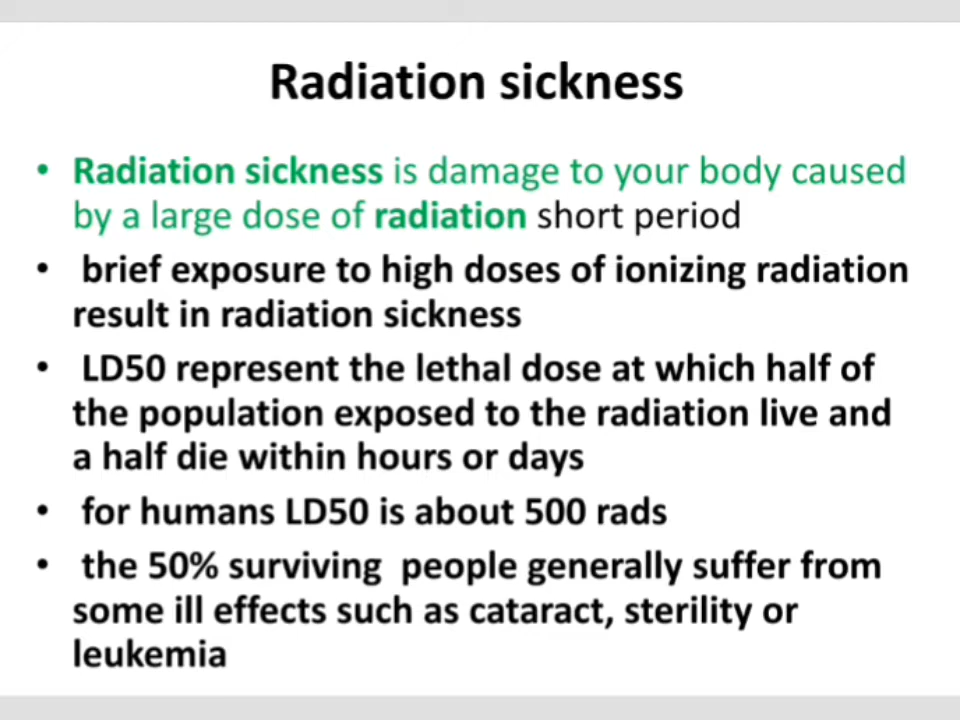 Radiation sickness
• Radiation sickness is damage to your body caused
by a large dose of radiation short period
• brief exposure to high doses of ionizing radiation
result in radiation sickness
• LD50 represent the lethal dose at which half of
the population exposed to the radiation live and
a half die within hours or days
• for humans LD50 is about 500 rads
• the 50% surviving people generally suffer from
some ill effects such as cataract, sterility or
leukemia